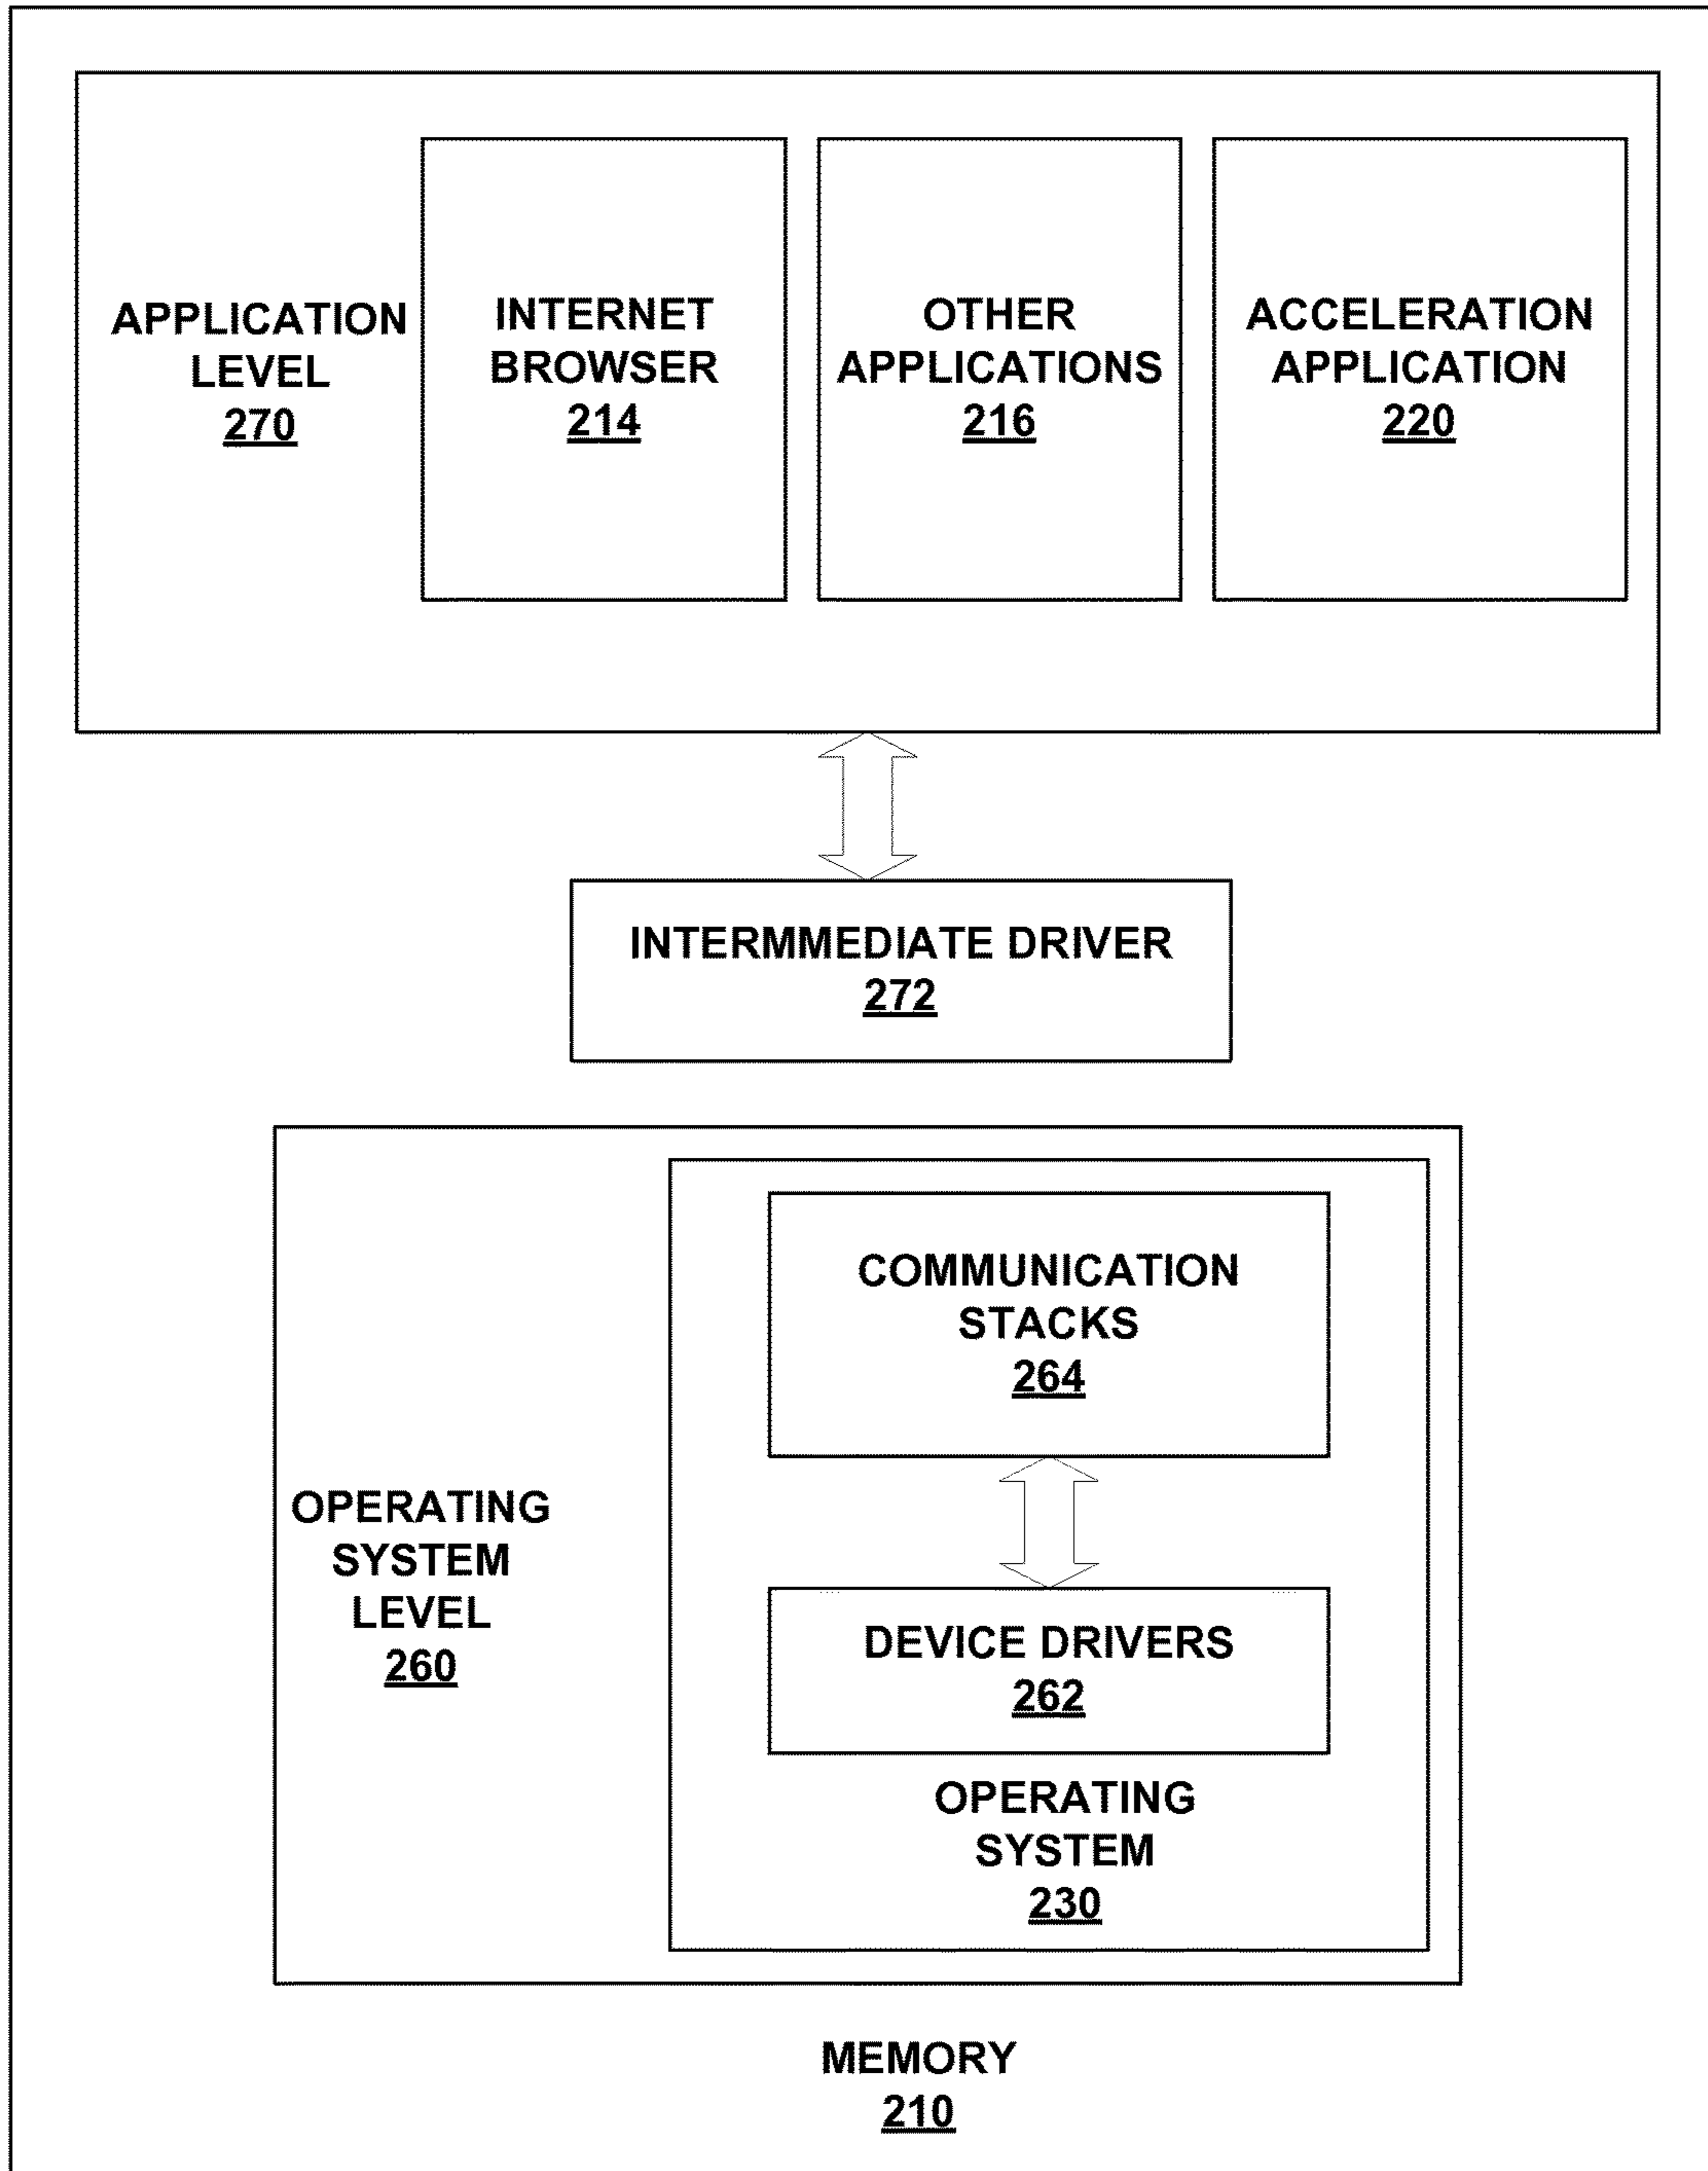 APPLICATION
LEVEL
270
INTERNET
BROWSER
214
OTHER
APPLICATIONS
216
ACCELERATION
APPLICATION
220
INTERMMEDIATE DRIVER
272
OPERATING
SYSTEM
LEVEL
260
COMMUNICATION
STACKS
264
DEVICE DRIVERS
262
OPERATING
SYSTEM
230
MEMORY
210